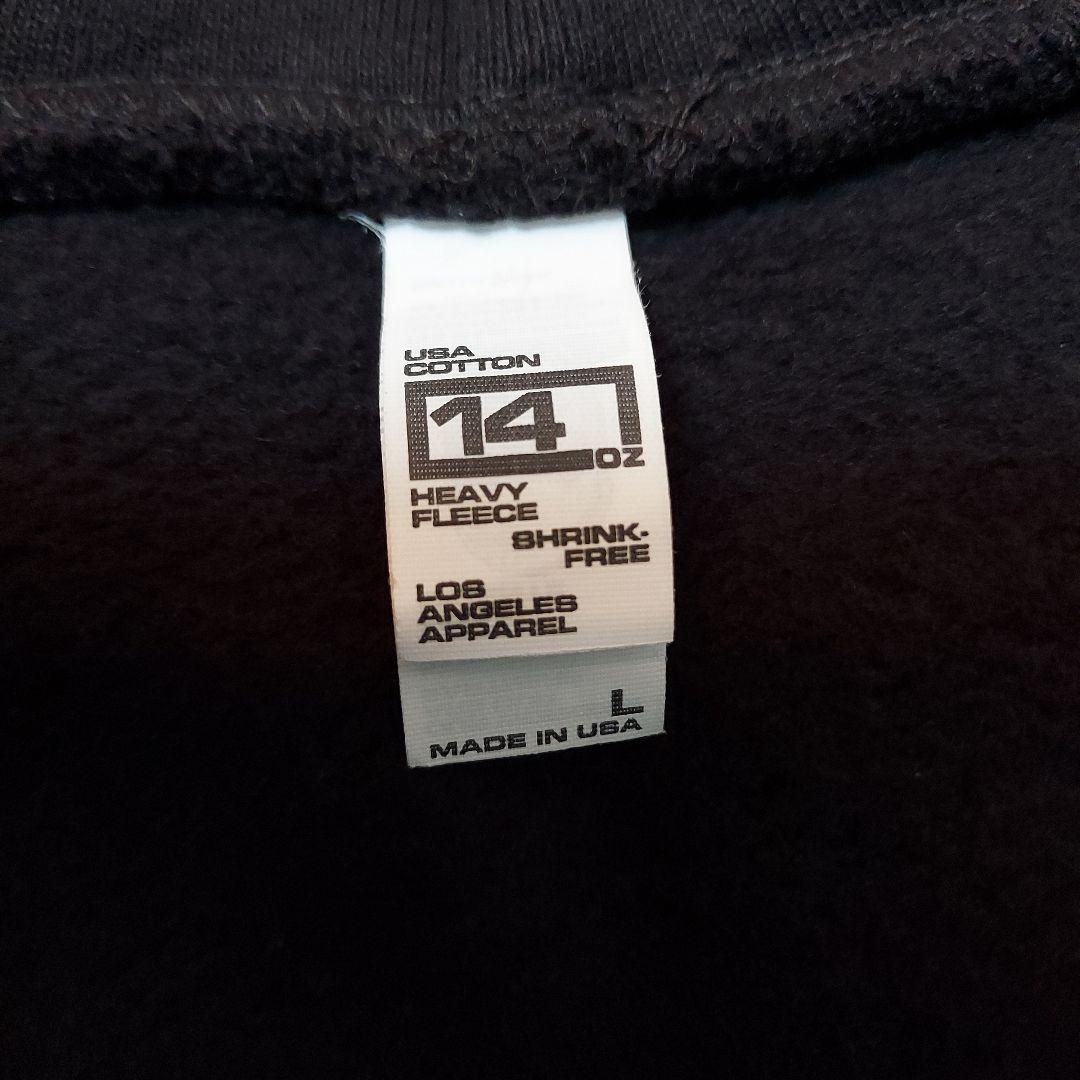 USA
COTTON
14
OZ
HEAVY
FLEECE
SHRINK-
FREE
LOS
ANGELES
APPAREL
L
MADE IN USA